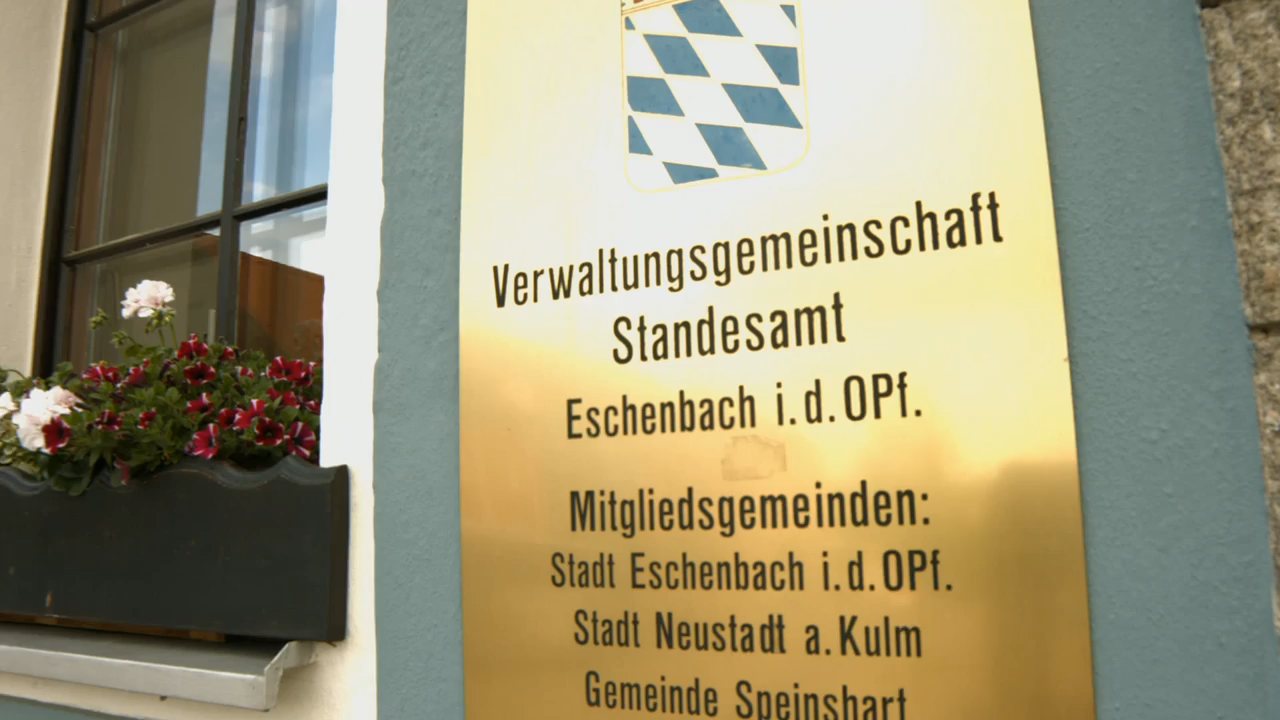 Verwaltungsgemeinschaft
Standesamt
Eschenbach i.d.OPf.
Mitgliedsgemeinden:
Stadt Eschenbach i.d.OPf.
Stadt Neustadt a.Kulm
Gemeinde Speinshart